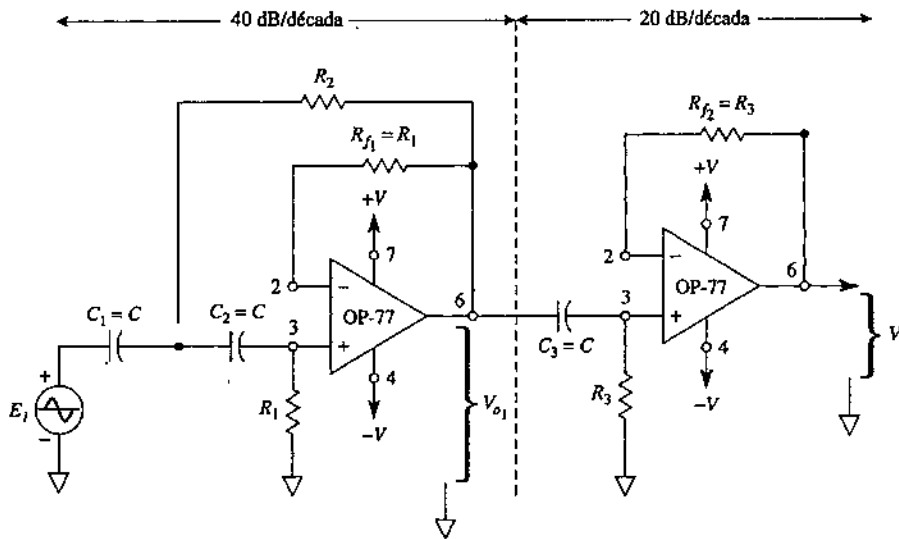 40 dB/década
20 dB/década
R2
Rf1 = R1
Rf2 = R3
+V
+V
7
7
2
2
−
−
OP-77
OP-77
6
6
C1 = C
C2 = C
3
3
+
+
C3 = C
4
4
Ei
+
−
R1
R3
−V
−V
Vo1
V